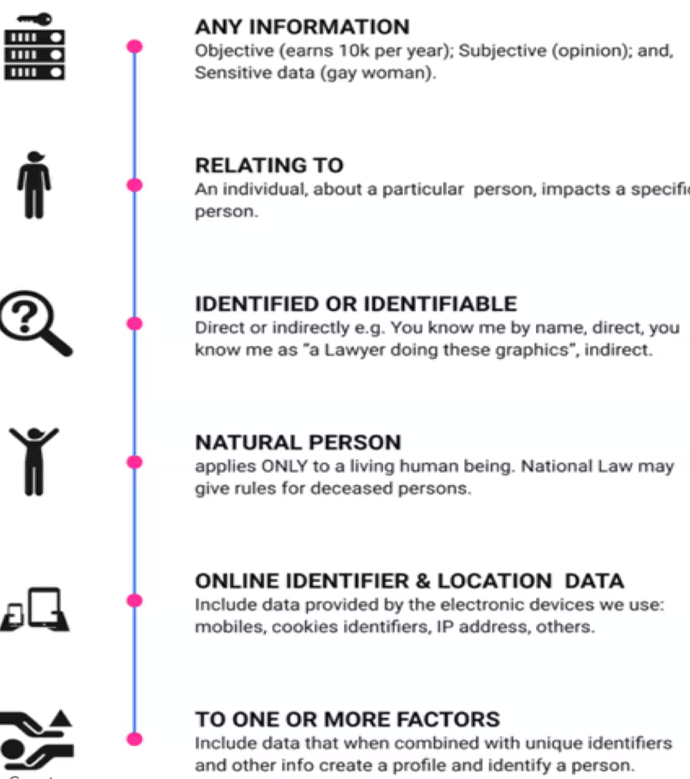 ANY INFORMATION
Objective (earns 10k per year); Subjective (opinion); and,
Sensitive data (gay woman).
RELATING TO
An individual, about a particular person, impacts a specific
person.
IDENTIFIED OR IDENTIFIABLE
Direct or indirectly e.g. You know me by name, direct, you
know me as “a Lawyer doing these graphics”, indirect.
NATURAL PERSON
applies ONLY to a living human being. National Law may
give rules for deceased persons.
ONLINE IDENTIFIER & LOCATION DATA
Include data provided by the electronic devices we use:
mobiles, cookies identifiers, IP address, others.
TO ONE OR MORE FACTORS
Include data that when combined with unique identifiers
and other info create a profile and identify a person.